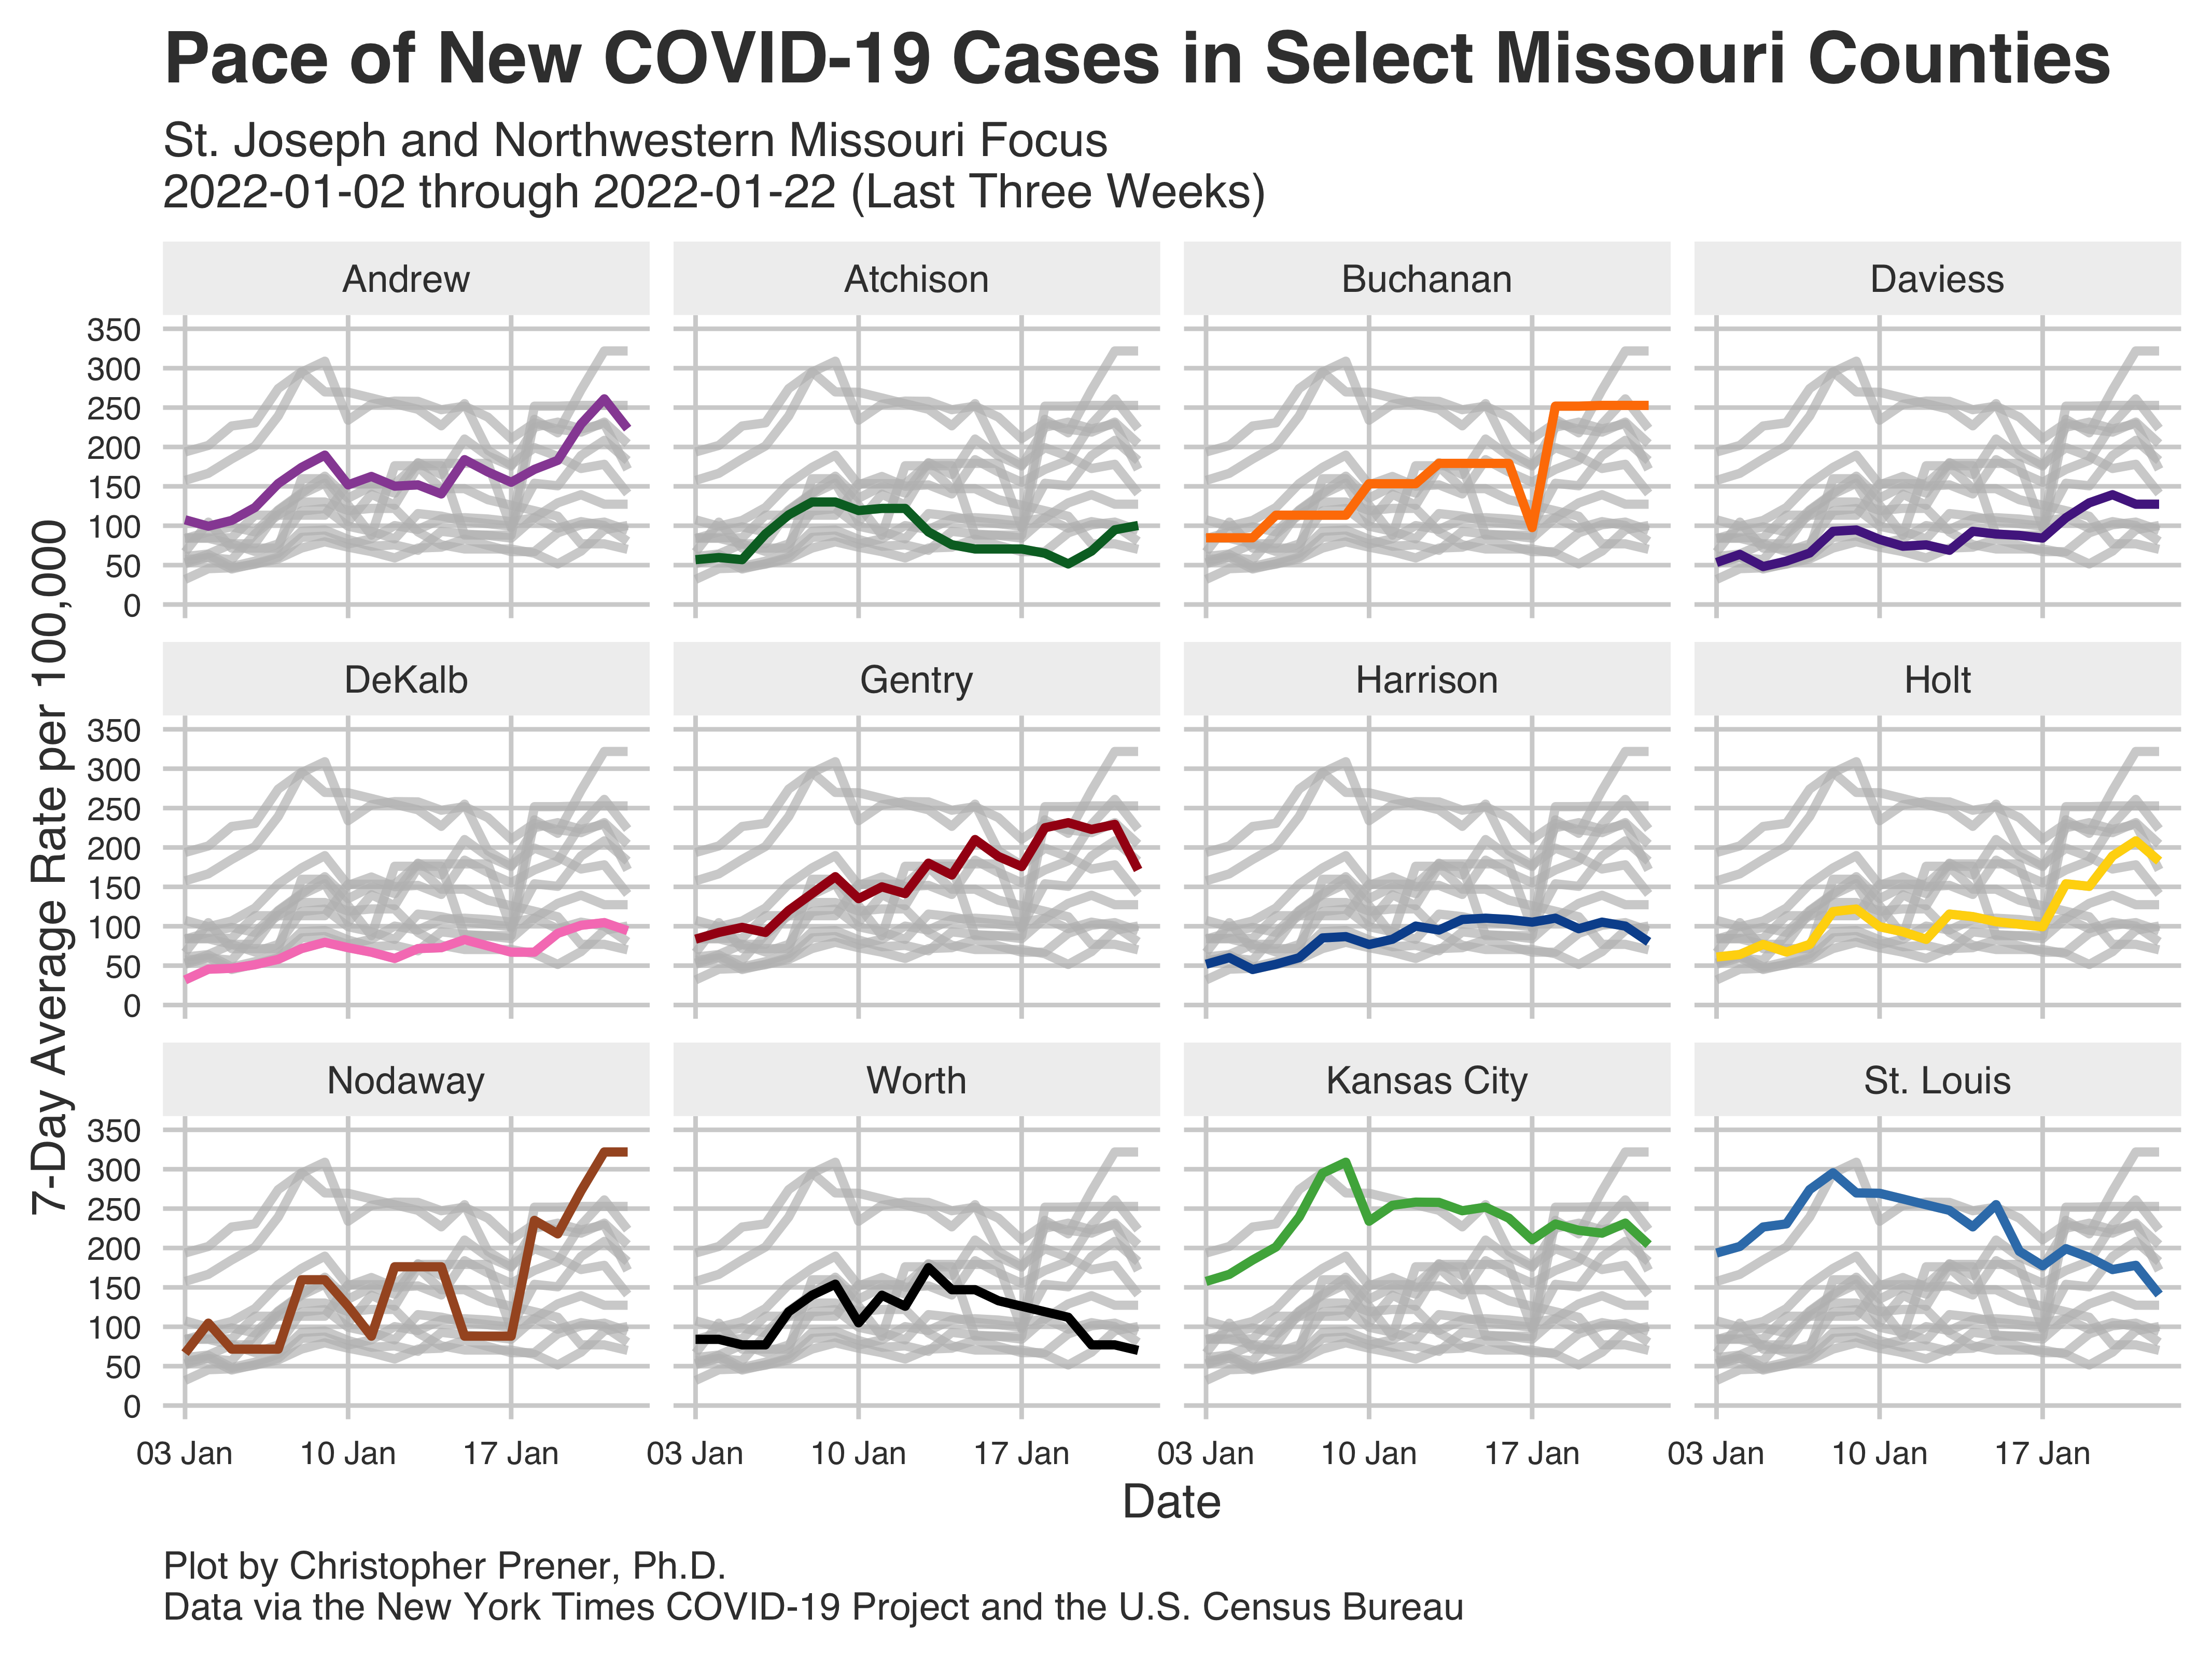 Pace of New COVID-19 Cases in Select Missouri Counties
St. Joseph and Northwestern Missouri Focus
2022-01-02 through 2022-01-22 (Last Three Weeks)
7-Day Average Rate per 100,000
Andrew
Atchison
Buchanan
Daviess
350
300
250
200
150
100
50
0
DeKalb
Gentry
Harrison
Holt
350
300
250
200
150
100
50
0
Nodaway
Worth
Kansas City
St. Louis
350
300
250
200
150
100
50
0
03 Jan 10 Jan 17 Jan 03 Jan 10 Jan 17 Jan 03 Jan 10 Jan 17 Jan 03 Jan 10 Jan 17 Jan
Date
Plot by Christopher Prener, Ph.D.
Data via the New York Times COVID-19 Project and the U.S. Census Bureau